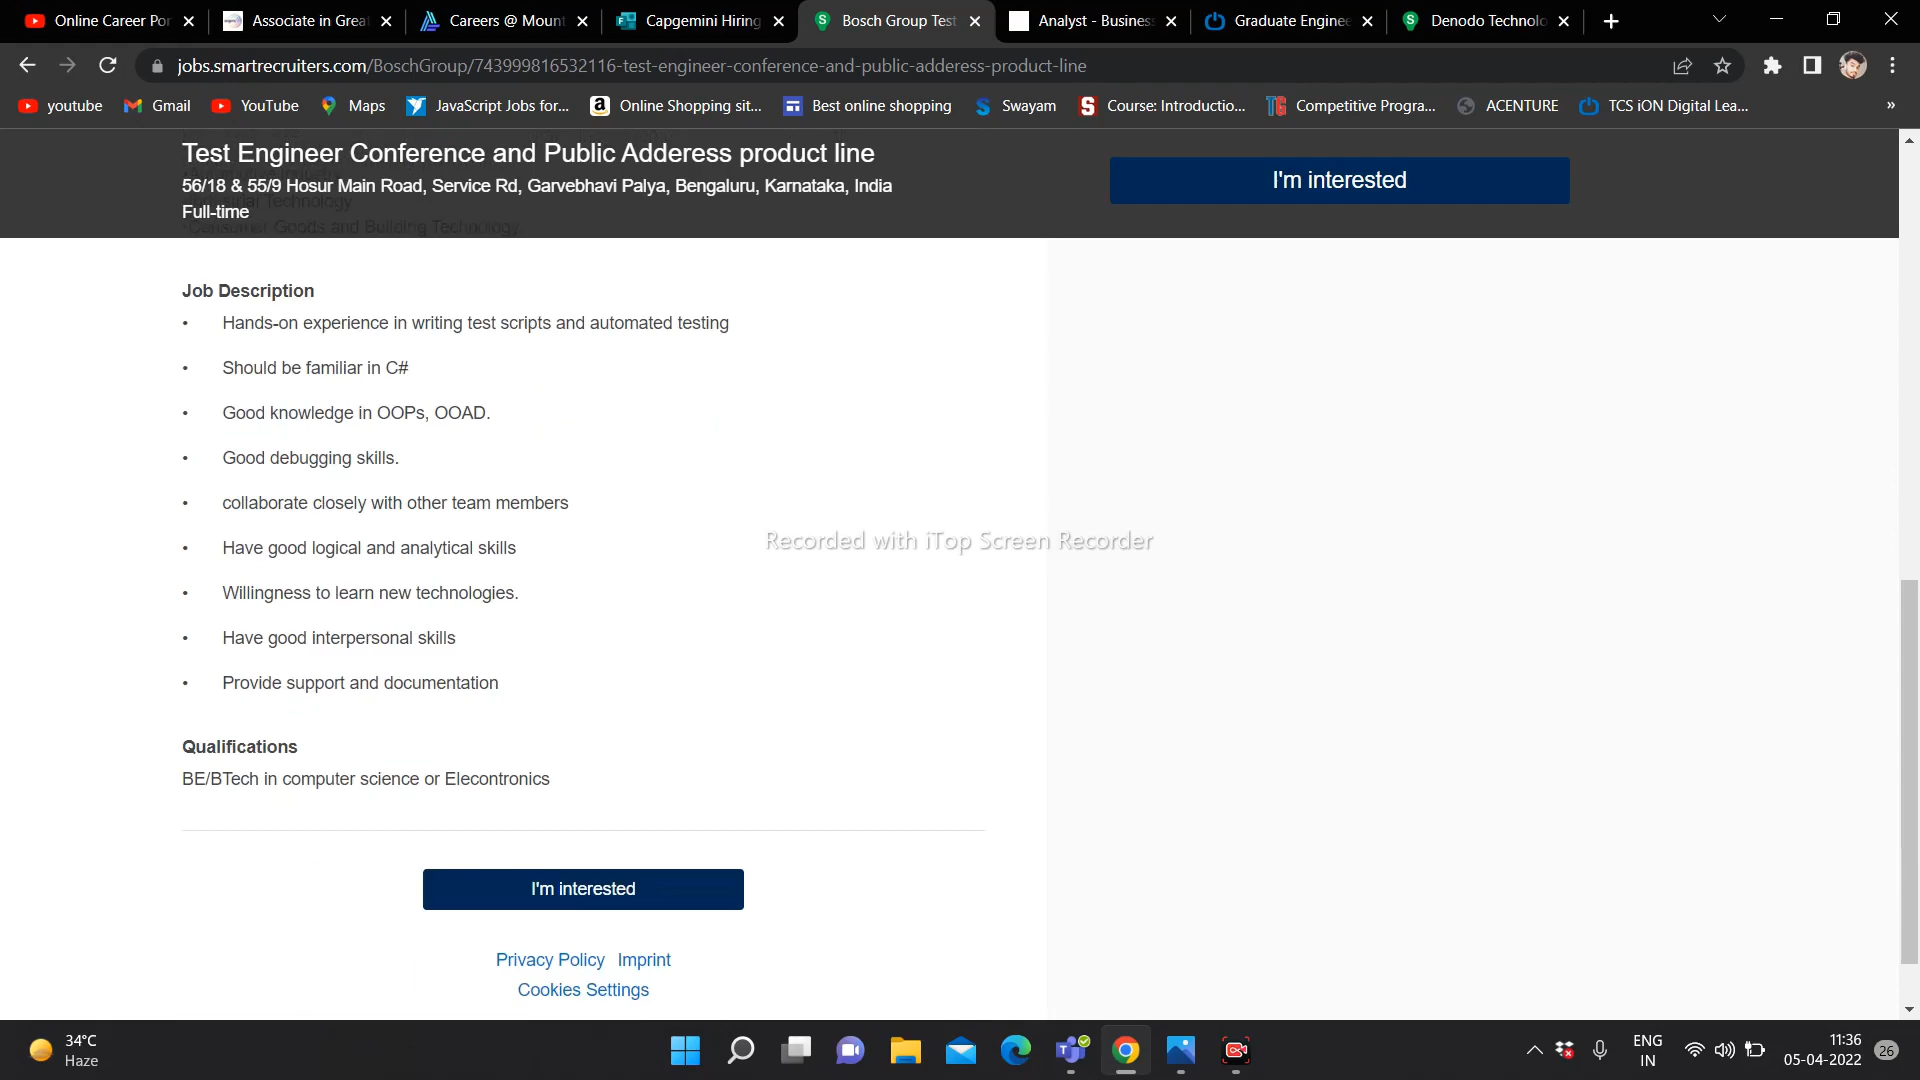 Online Career Por
Associate in Grea
Careers @ Mount
Capgemini Hiring
Bosch Group Test
Analyst - Business
Graduate Enginee
Denodo Technolo
jobs.smartrecruiters.com/BoschGroup/743999816532116-test-engineer-conference-and-public-adderess-product-line
youtube
Gmail
YouTube
Maps
JavaScript Jobs for...
Online Shopping sit...
Best online shopping
Swayam
Course: Introductio...
Competitive Progra...
ACENTURE
TCS iON Digital Lea...
»
Test Engineer Conference and Public Adderess product line
56/18 & 55/9 Hosur Main Road, Service Rd, Garvebhavi Palya, Bengaluru, Karnataka, India
Full-time
Technology
Consumer Goods and Building Technology
I'm interested
Job Description
• Hands-on experience in writing test scripts and automated testing
• Should be familiar in C#
• Good knowledge in OOPs, OOAD.
• Good debugging skills.
• collaborate closely with other team members
Recorded with iTop Screen Recorder
• Have good logical and analytical skills
• Willingness to learn new technologies.
• Have good interpersonal skills
• Provide support and documentation
Qualifications
BE/BTech in computer science or Elecontronics
I'm interested
Privacy Policy Imprint
Cookies Settings
34°C
Haze
ENG
IN
11:36
05-04-2022
26